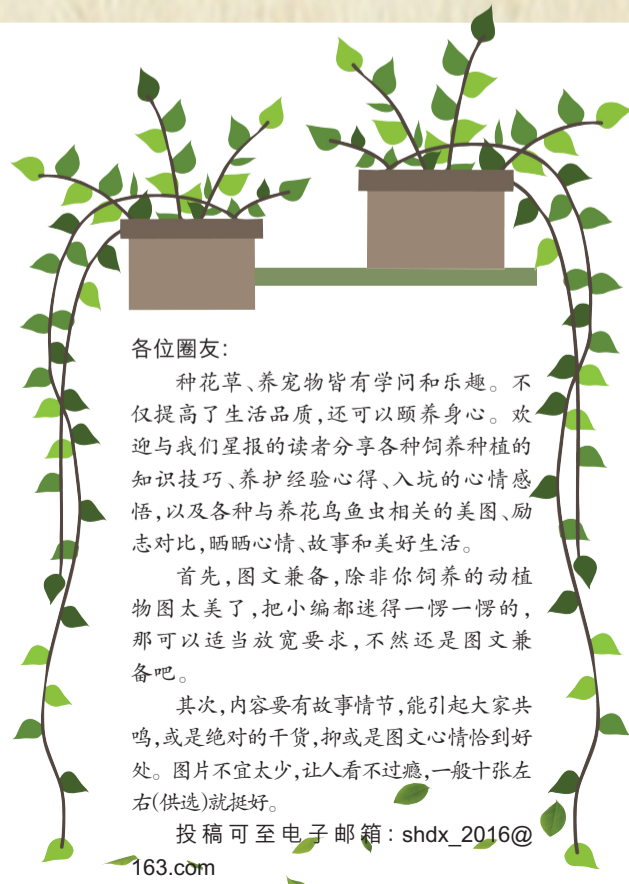 各位圈友：
种花草、养宠物皆有学问和乐趣。不
仅提高了生活品质，还可以颐养身心。欢
迎与我们星报的读者分享各种饲养种植的
知识技巧、养护经验心得、入坑的心情感
悟，以及各种与养花鸟鱼虫相关的美图、励
志对比，晒晒心情、故事和美好生活。
首先，图文兼备，除非你饲养的动植
物图太美了，把小编都迷得一愣一愣的，
那可以适当放宽要求，不然还是图文兼
备吧。
其次，内容要有故事情节，能引起大家共
鸣，或是绝对的干货，抑或是图文心情恰到好
处。图片不宜太少，让人看不过瘾，一般十张左
右(供选)就挺好。
投稿可至电子邮箱：shdx_2016@
163.com